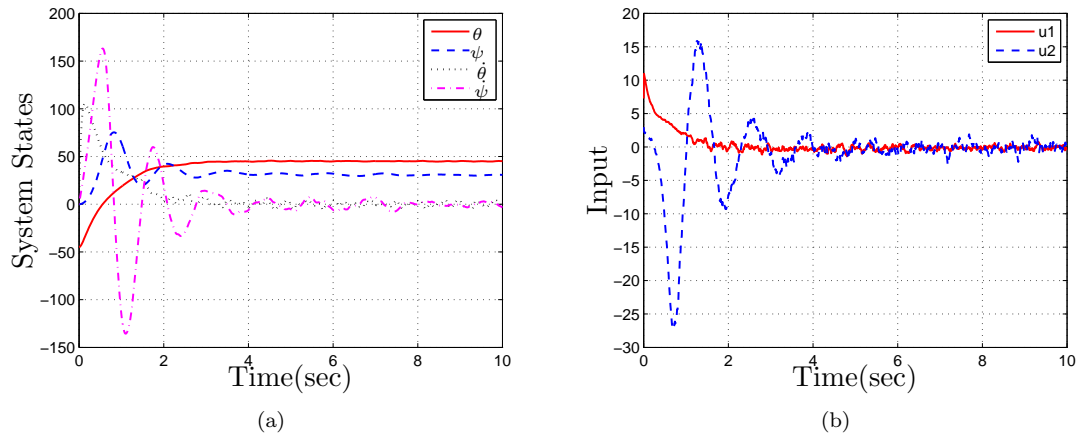 200
150
100
50
0
−50
−100
−150
0 2 4 6 8 10
System States
Time(sec)
θ
ψ
θ̇
ψ̇
(a)
20
15
10
5
0
−5
−10
−15
−20
−25
−30
0 2 4 6 8 10
Input
Time(sec)
u1
u2
(b)